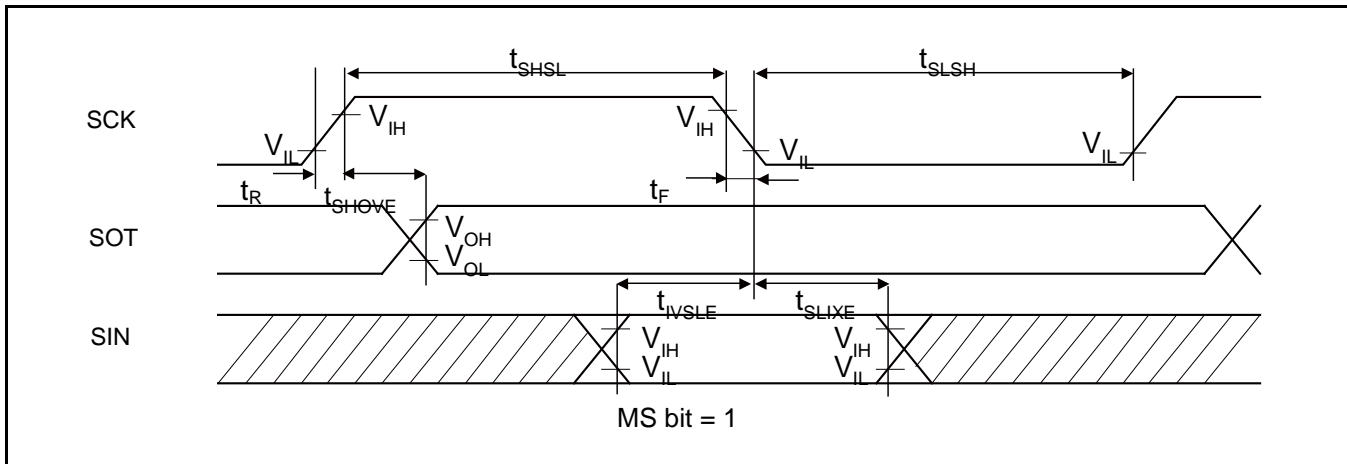 tSHSL
tSLSH
SCK
VIH
VIH
VIL
VIL
VIL
tR
tSHOVE
tF
SOT
VOH
VOL
tIVSLE
tSLIXE
SIN
VIH
VIH
VIL
VIL
MS bit = 1